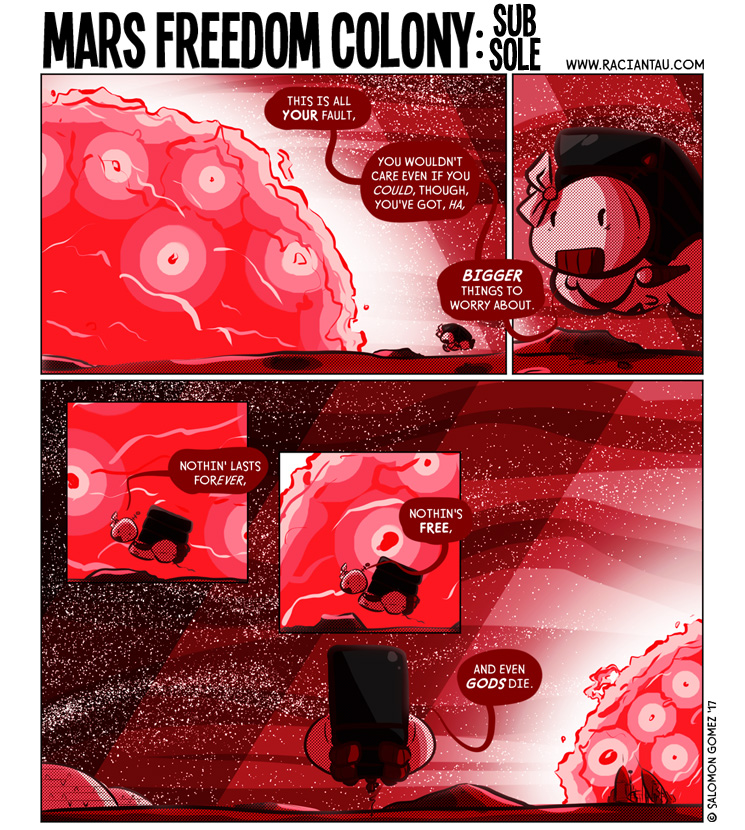 MARS FREEDOM COLONY: SUB
SOLE
WWW.RACIANTAU.COM
THIS IS ALL
YOUR FAULT,
YOU WOULDN'T
CARE EVEN IF YOU
COULD, THOUGH,
YOU'VE GOT, HA,
BIGGER
THINGS TO
WORRY ABOUT.
NOTHIN' LASTS
FOREVER,
NOTHIN'S
FREE,
AND EVEN
GODS DIE.
© SALOMON GOMEZ '17